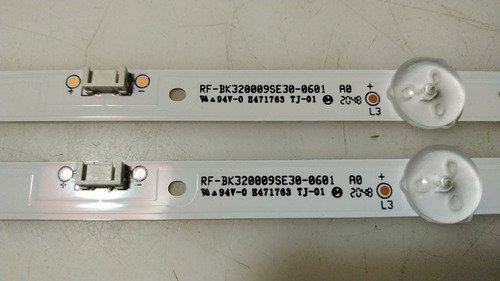 + - RF-BK320009SE30-0601 A0 +
94V-0 E471763 TJ-01 2048
L3
+ - RF-BK320009SE30-0601 A0 +
94V-0 E471763 TJ-01 2048
L3